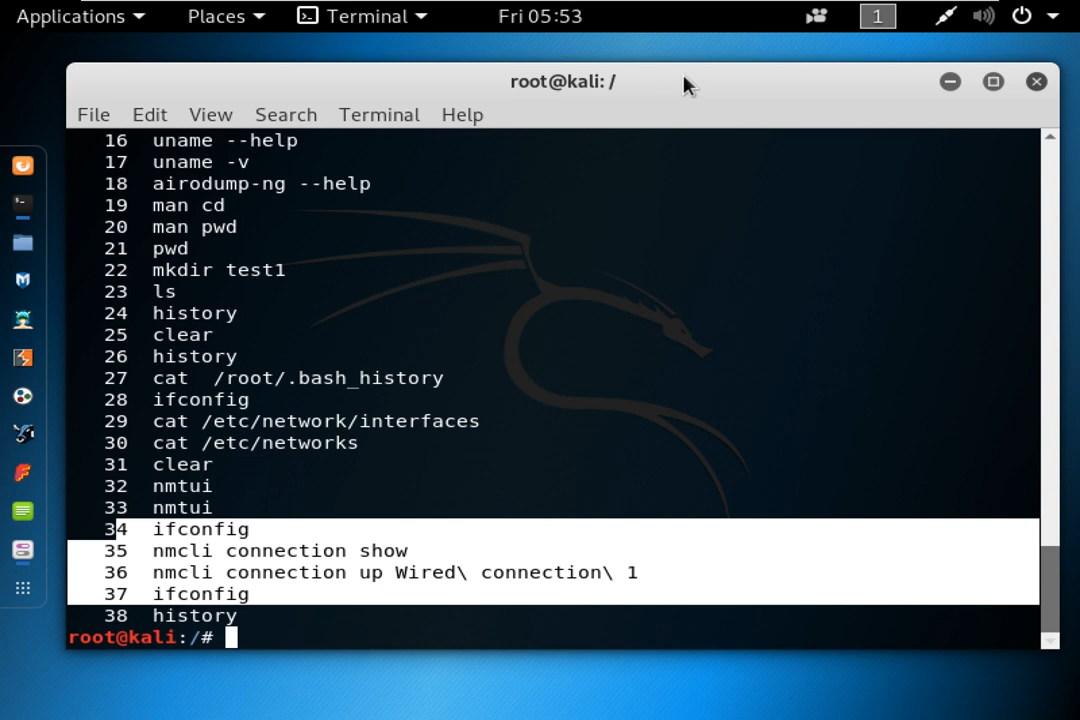 Applications Places Terminal Fri 05:53 1
root@kali: /
File Edit View Search Terminal Help
16 uname --help
17 uname -v
18 airodump-ng --help
19 man cd
20 man pwd
21 pwd
22 mkdir test1
23 ls
24 history
25 clear
26 history
27 cat  /root/.bash_history
28 ifconfig
29 cat /etc/network/interfaces
30 cat /etc/networks
31 clear
32 nmtui
33 nmtui
34 ifconfig
35 nmcli connection show
36 nmcli connection up Wired\ connection\ 1
37 ifconfig
38 history
root@kali:/#